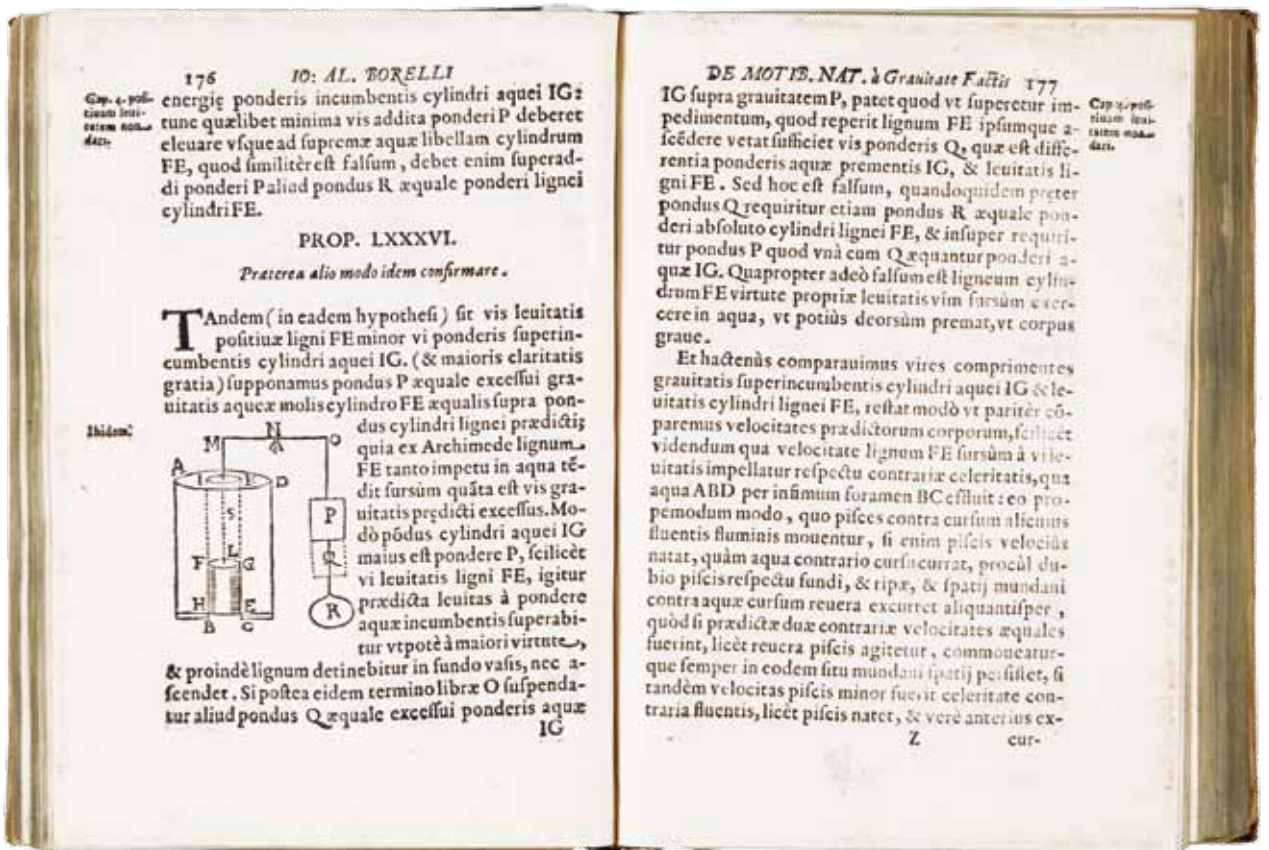 176 IO: AL. BORELLI
Cap. 4. posi-
tiuam leui-
tatem non
dari.
energię ponderis incumbentis cylindri aquei IG:
tunc quælibet minima vis addita ponderi P deberet
eleuare vſque ad ſupremæ aquæ libellam cylindrum
FE, quod ſimilitèr eſt falſum, debet enim ſuperad-
di ponderi P aliud pondus R æquale ponderi lignei
cylindri FE.
PROP. LXXXVI.
Præterea alio modo idem confirmare.
TAndem (in eadem hypotheſi) ſit vis leuitatis
poſitiuæ ligni FE minor vi ponderis ſuperin-
cumbentis cylindri aquei IG. (& maioris claritatis
gratia) ſupponamus pondus P æquale exceſſui gra-
uitatis aqueæ molis cylindro FE æqualis ſupra pon-
Ibidem.
dus cylindri lignei prædicti;
quia ex Archimede lignum
FE tanto impetu in aqua tē-
dit ſursùm quāta eſt vis gra-
uitatis prędicti exceſſus. Mo-
dò pōdus cylindri aquei IG
maius eſt pondere P, ſcilicèt
vi leuitatis ligni FE, igitur
prædicta leuitas à pondere
aquæ incumbentis ſuperabi-
tur vtpotè à maiori virtute,
& proindè lignum detinebitur in fundo vaſis, nec a-
ſcendet. Si poſtea eidem termino libræ O ſuſpenda-
tur aliud pondus Q æquale exceſſui ponderis aquæ
IG
M N O
A I D
S
P
L
F G
Q
H E
R
B C
DE MOTIB. NAT. à Grauitate Factis 177
Cap. 4. poſi-
tiuam leui-
tatem non
dari.
IG ſupra grauitatem P, patet quod vt ſuperetur im-
pedimentum, quod reperit lignum FE ipſumque a-
ſcēdere vetat ſufficiet vis ponderis Q, quæ eſt diffe-
rentia ponderis aquæ prementis IG, & leuitatis li-
gni FE. Sed hoc eſt falſum, quandoquidem pręter
pondus Q requiritur etiam pondus R æquale pon-
deri abſoluto cylindri lignei FE, & inſuper requiri-
tur pondus P quod vnà cum Q æquantur ponderi a-
quæ IG. Quapropter adeò falſum eſt ligneum cylin-
drum FE virtute propriæ leuitatis vim ſursùm exer-
cere in aqua, vt potiùs deorsùm premat, vt corpus
graue.
Et hactenùs comparauimus vires comprimentes
grauitatis ſuperincumbentis cylindri aquei IG & le-
uitatis cylindri lignei FE, reſtat modò vt paritèr cō-
paremus velocitates prædictorum corporum, ſcilicèt
videndum qua velocitate lignum FE ſursùm à vi le-
uitatis impellatur reſpectu contrariæ celeritatis, qua
aqua ABD per infimum foramen BC effluit: eo pro-
pemodum modo, quo piſces contra curſum alicuius
fluentis fluminis mouentur, ſi enim piſcis velociùs
natat, quàm aqua contrario curſu currat, procùl du-
bio piſcis reſpectu fundi, & ripæ, & ſpatij mundani
contra aquæ curſum reuera excurret aliquantiſper,
quòd ſi prædictæ duæ contrariæ velocitates æquales
fuerint, licèt reuera piſcis agitetur, commoueatur-
que ſemper in eodem ſitu mundani ſpatij perſiſtet, ſi
tandèm velocitas piſcis minor fuerit celeritate con-
traria fluentis, licèt piſcis natet, & verè anterius ex-
Z cur-